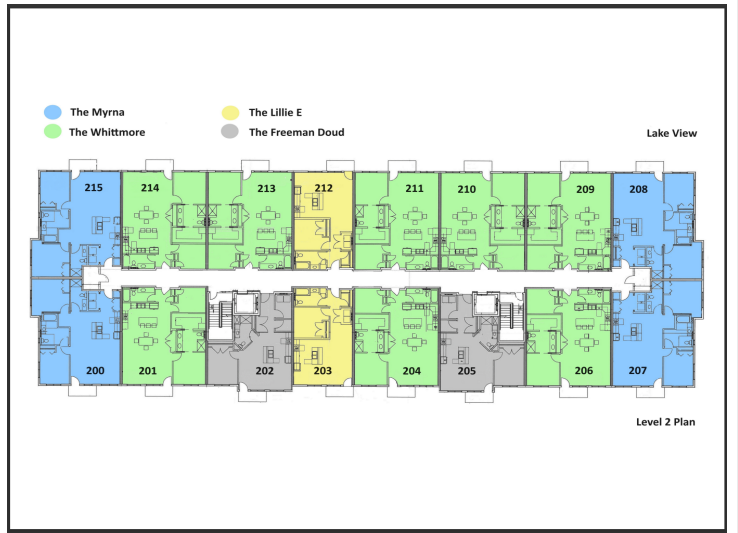 The Myrna The Lillie E
The Whittmore The Freeman Doud
Lake View
215 214 213 212 211 210 209 208
200 201 202 203 204 205 206 207
Level 2 Plan